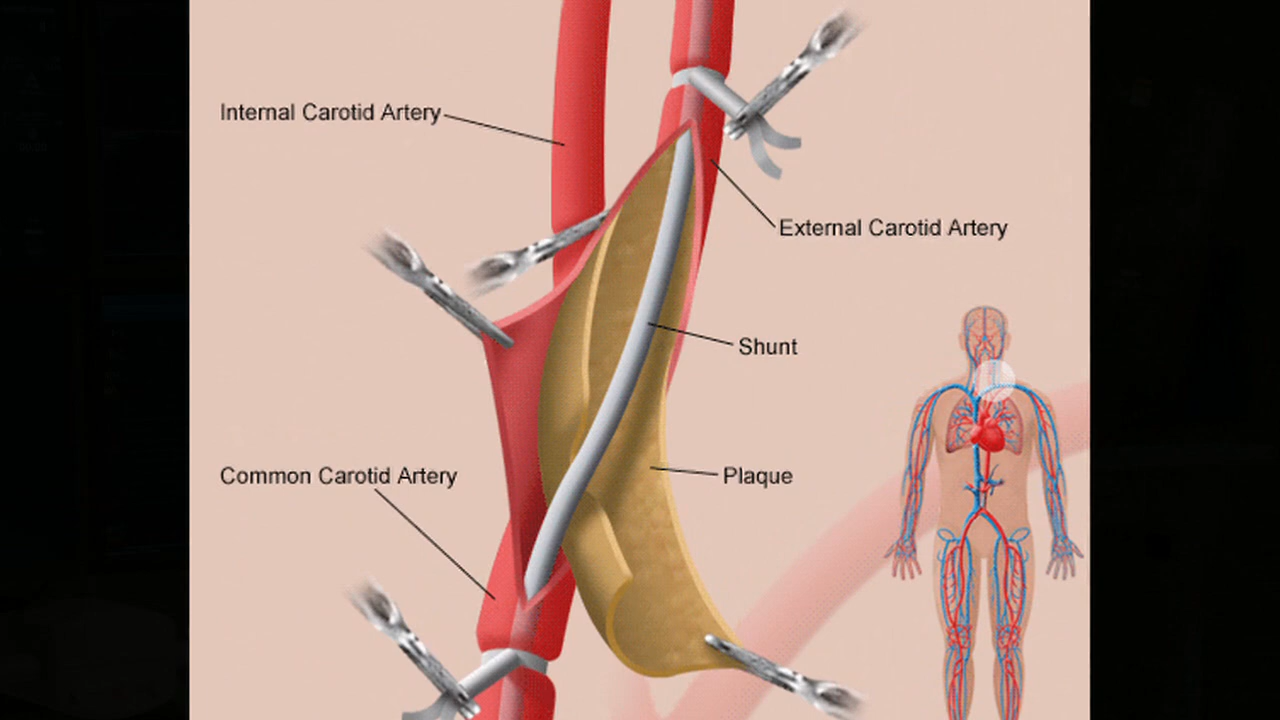 Internal Carotid Artery
External Carotid Artery
Shunt
Common Carotid Artery
Plaque